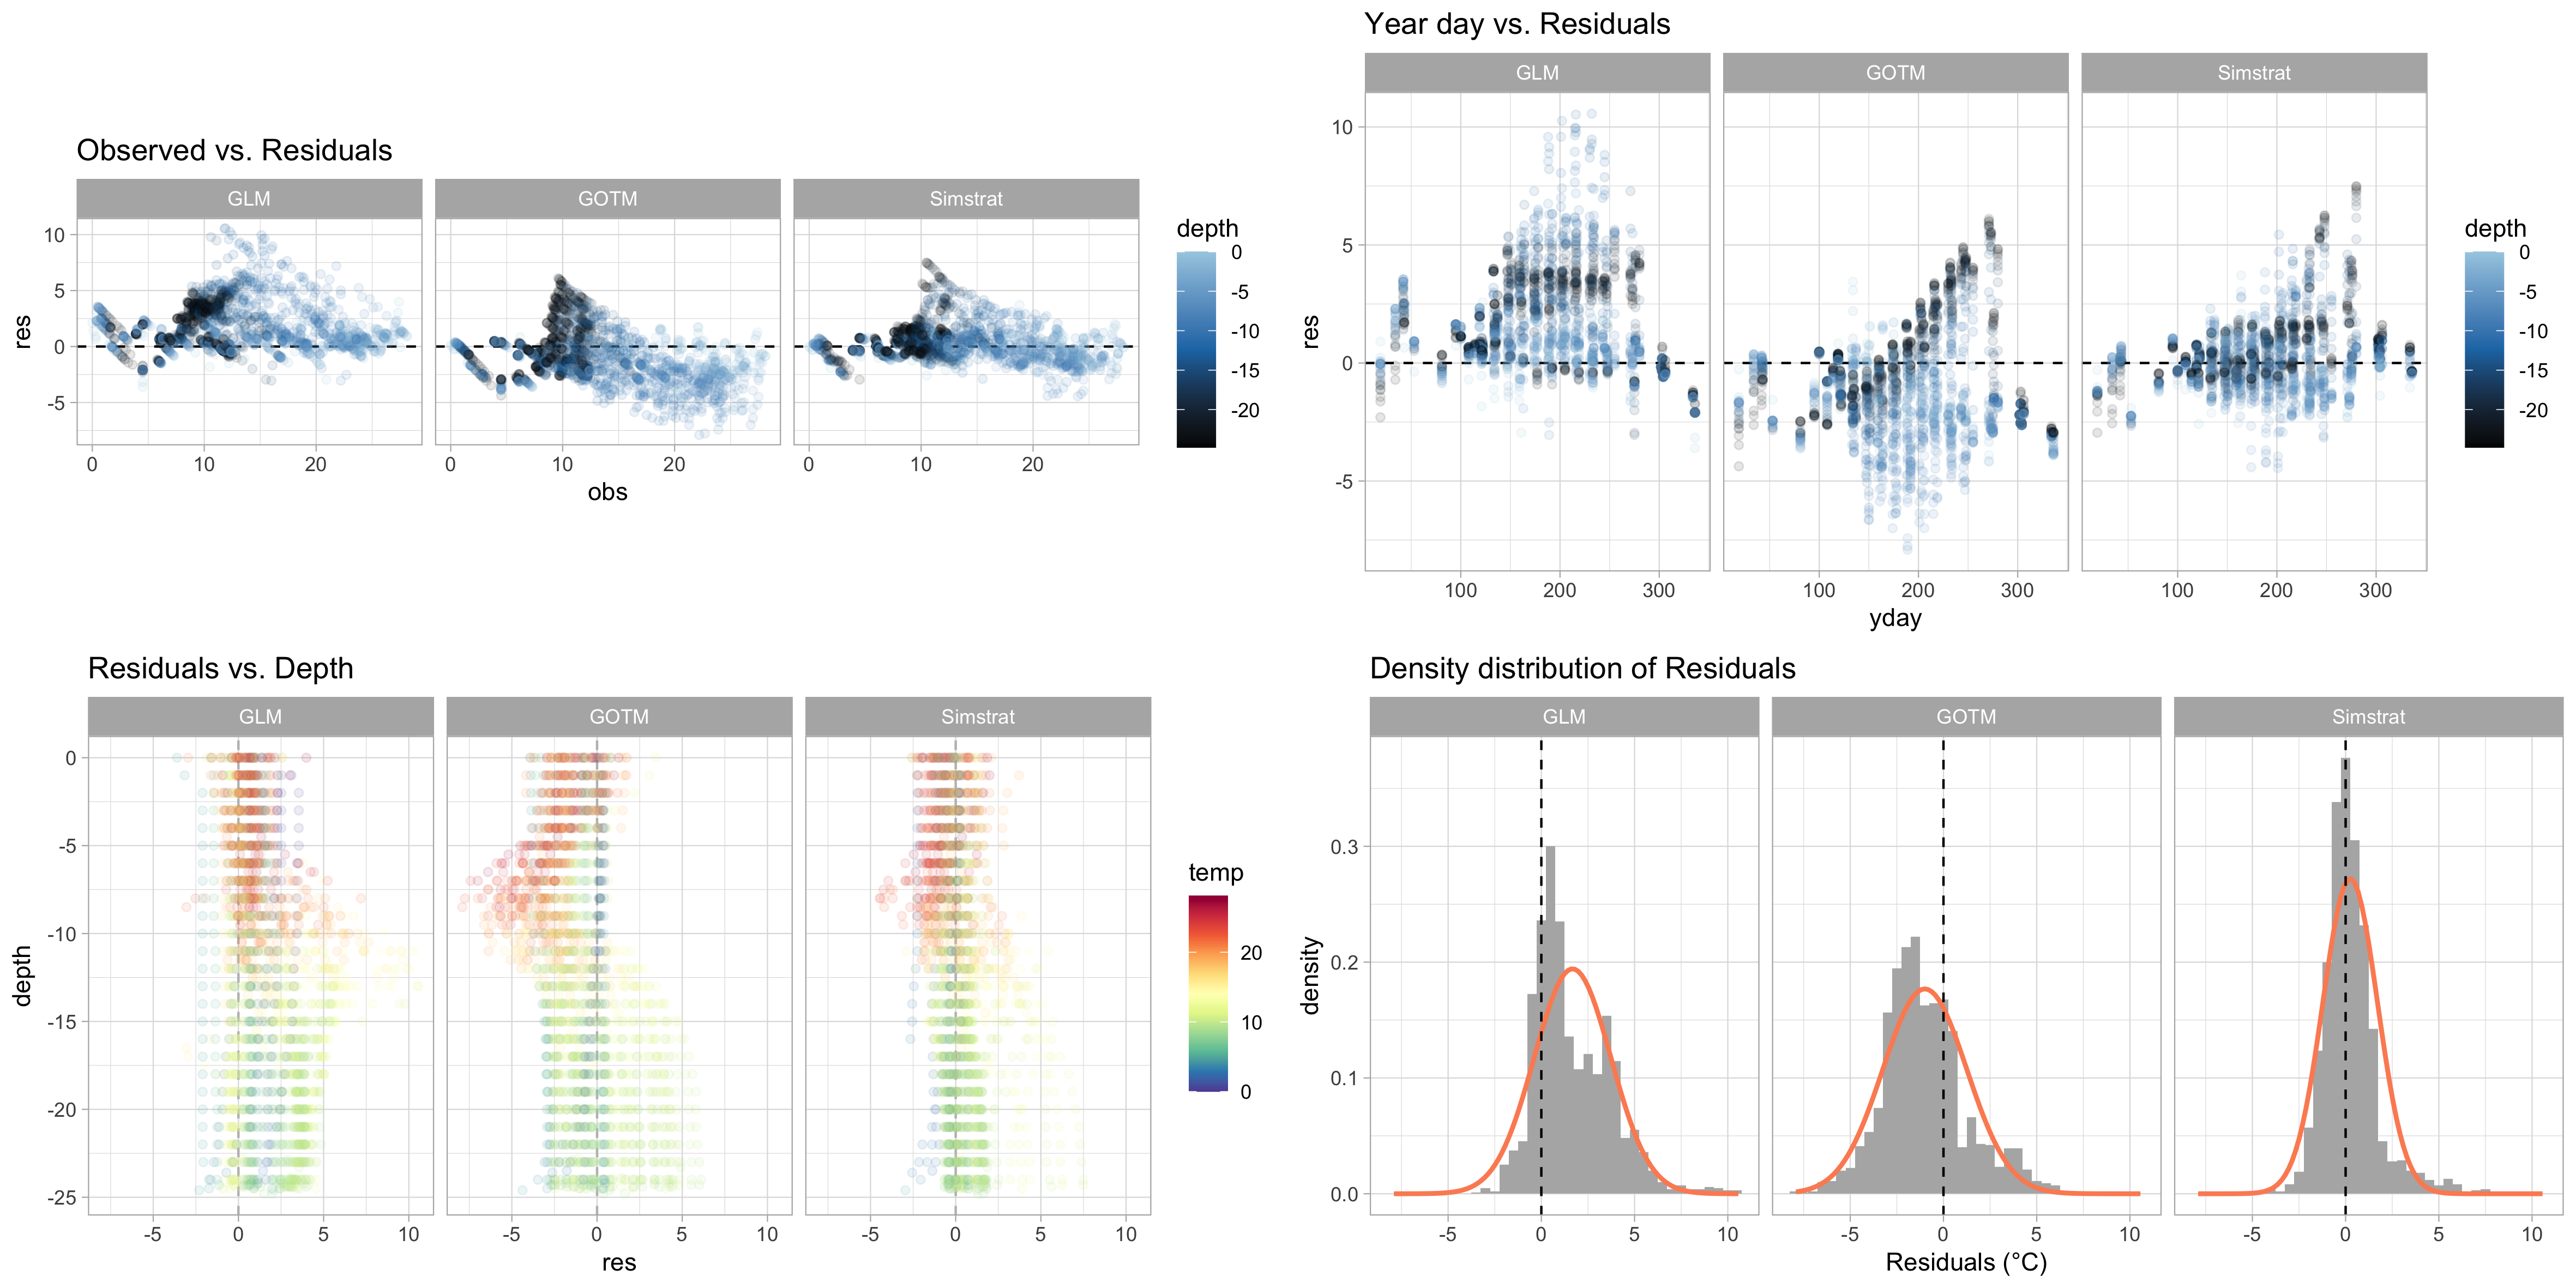 Observed vs. Residuals
GLM GOTM Simstrat
10
5
0
-5
res
0 10 20 0 10 20 0 10 20
obs
depth
0
-5
-10
-15
-20
Year day vs. Residuals
GLM GOTM Simstrat
10
5
0
-5
res
100 200 300 100 200 300 100 200 300
yday
depth
0
-5
-10
-15
-20
Residuals vs. Depth
GLM GOTM Simstrat
0
-5
-10
-15
-20
-25
depth
-5 0 5 10 -5 0 5 10 -5 0 5 10
res
temp
20
10
0
Density distribution of Residuals
GLM GOTM Simstrat
0.3
0.2
0.1
0.0
density
-5 0 5 10 -5 0 5 10 -5 0 5 10
Residuals (°C)